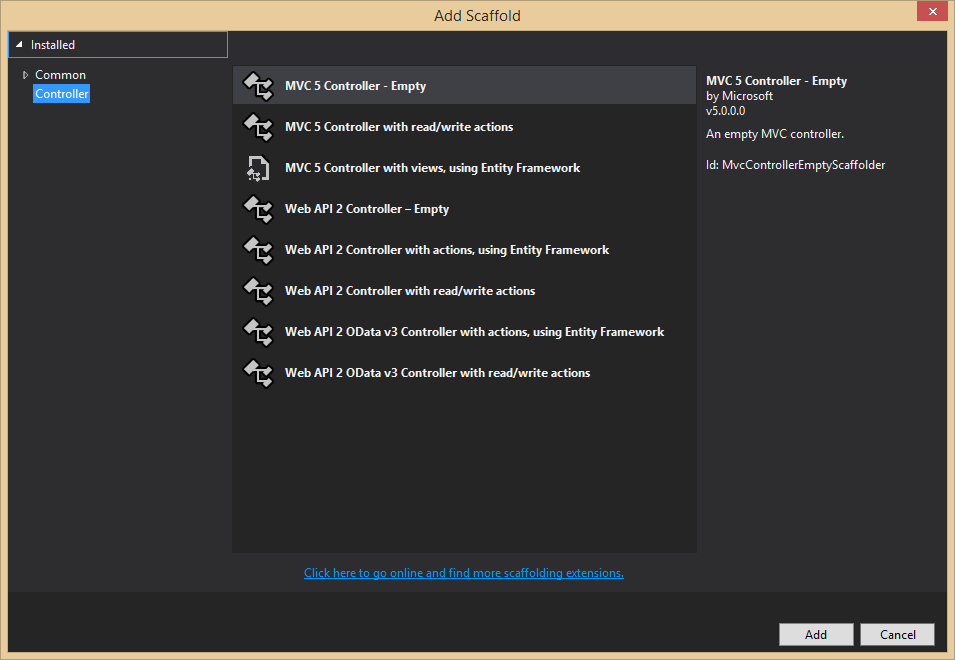 Add Scaffold
Installed
Common
Controller
MVC 5 Controller - Empty
MVC 5 Controller with read/write actions
MVC 5 Controller with views, using Entity Framework
Web API 2 Controller – Empty
Web API 2 Controller with actions, using Entity Framework
Web API 2 Controller with read/write actions
Web API 2 OData v3 Controller with actions, using Entity Framework
Web API 2 OData v3 Controller with read/write actions
Click here to go online and find more scaffolding extensions.
MVC 5 Controller - Empty
by Microsoft
v5.0.0.0
An empty MVC controller.
Id: MvcControllerEmptyScaffolder
Add
Cancel